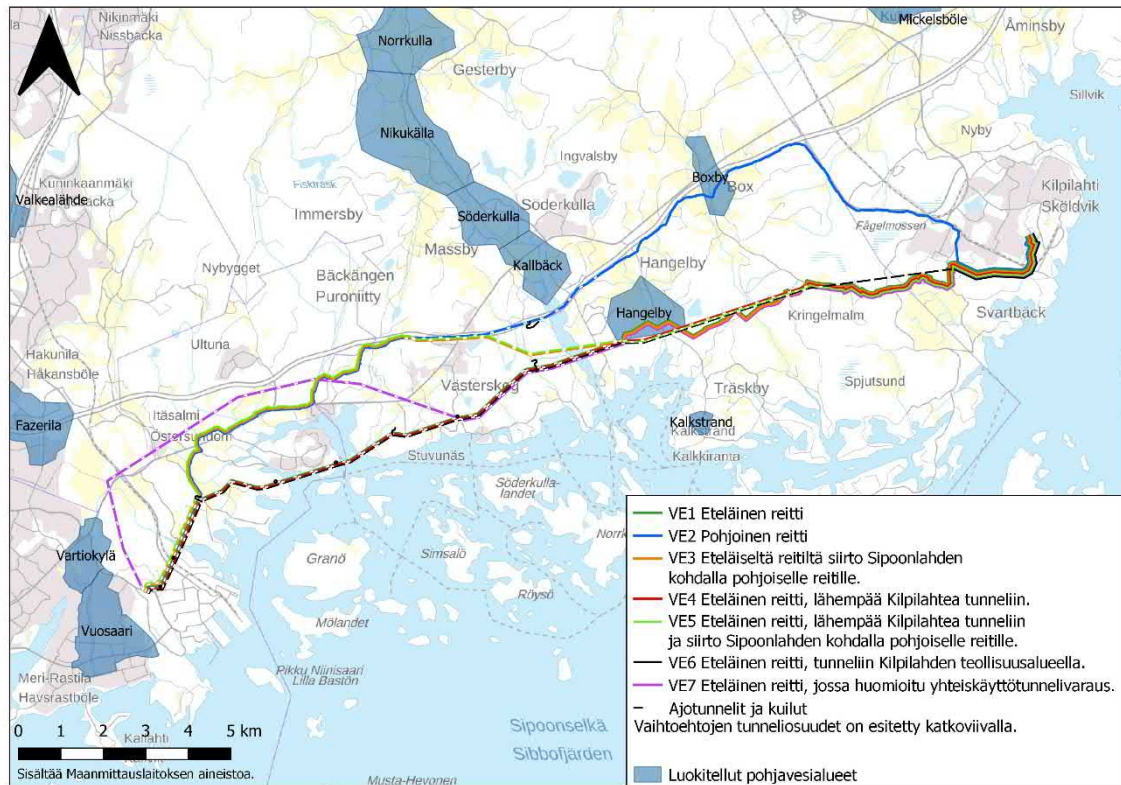 Nikinmäki
Nissbacka
Norrkulla
Mickelsböle
Åminsby
Gesterby
Sillvik
Nikukälla
Nyby
Ingvalsby
Kuninkaanmäki
Valkealähde
Fiskträsk
Boxby
Box
Kilpilahti
Sköldvik
Immersby
Söderkulla
Söderkulla
Fågelmossen
Massby
Kallbäck
Hangelby
Nybygget
Bäckängen
Puroniitty
Hangelby
Svartbäck
Kringelmalm
Ultuna
Hakunila
Håkansböle
Västerskog
Träskby
Spjutsund
Itäsalmi
Östersundom
Fazerila
Kalkstrand
Kalkstrand
Kalkkiranta
Stuvunäs
Söderkulla-
landet
Vartiokylä
Granö
Simsalö
Röysö
Vuosaari
Mölandet
Meri-Rastila
Havsrastböle
Pikku Niinisaari
Lilla Bastön
Kallahti
Sipoonselkä
Sibbofjärden
Musta-Hevonen
0 1 2 3 4 5 km
Sisältää Maanmittauslaitoksen aineistoa.
VE1 Eteläinen reitti
VE2 Pohjoinen reitti
VE3 Eteläiseltä reitiltä siirto Sipoonlahden
kohdalla pohjoiselle reitille.
VE4 Eteläinen reitti, lähempää Kilpilahtea tunneliin.
VE5 Eteläinen reitti, lähempää Kilpilahtea tunneliin
ja siirto Sipoonlahden kohdalla pohjoiselle reitille.
VE6 Eteläinen reitti, tunneliin Kilpilahden teollisuusalueella.
VE7 Eteläinen reitti, jossa huomioitu yhteiskäyttötunnelivaraus.
Ajotunnelit ja kuilut
Vaihtoehtojen tunneliosuudet on esitetty katkoviivalla.
Luokitellut pohjavesialueet